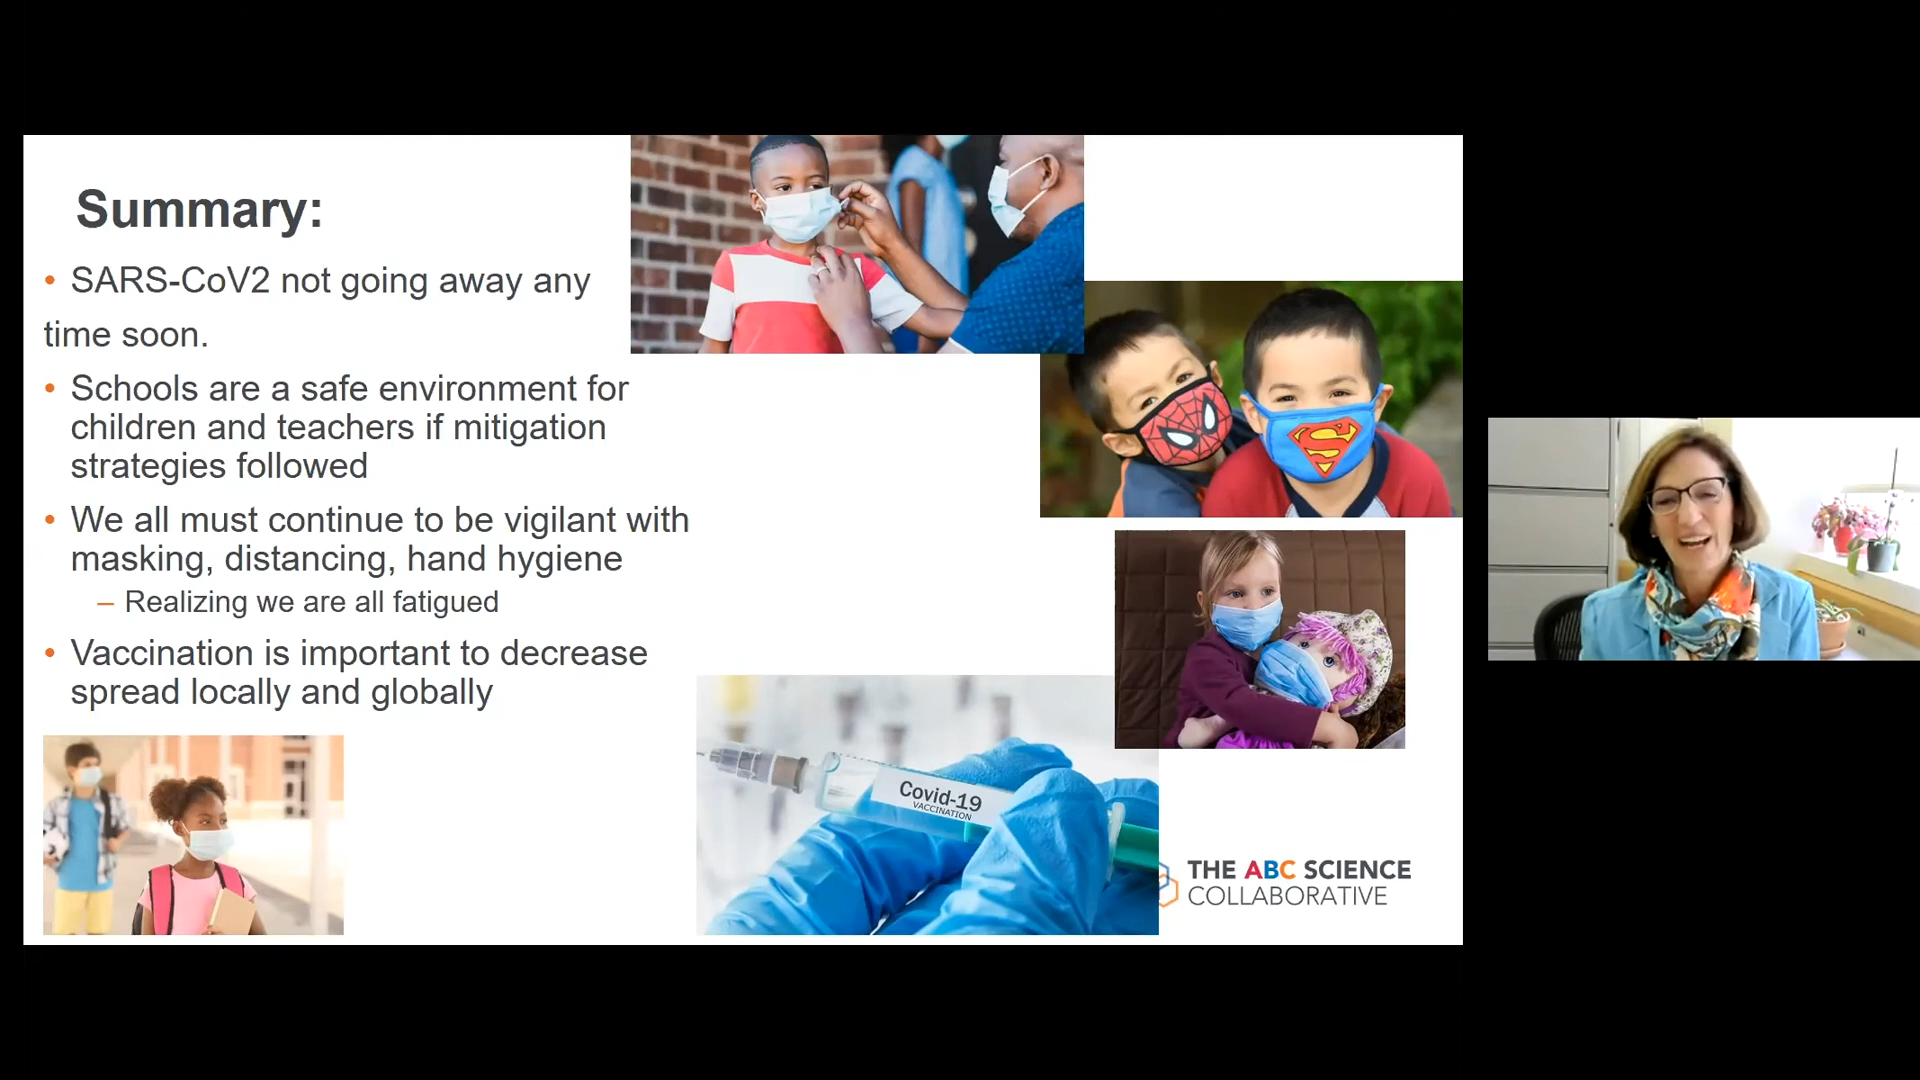 Summary:
• SARS-CoV2 not going away any
time soon.
• Schools are a safe environment for
children and teachers if mitigation
strategies followed
• We all must continue to be vigilant with
masking, distancing, hand hygiene
– Realizing we are all fatigued
• Vaccination is important to decrease
spread locally and globally
Covid-19
VACCINATION
THE ABC SCIENCE
COLLABORATIVE